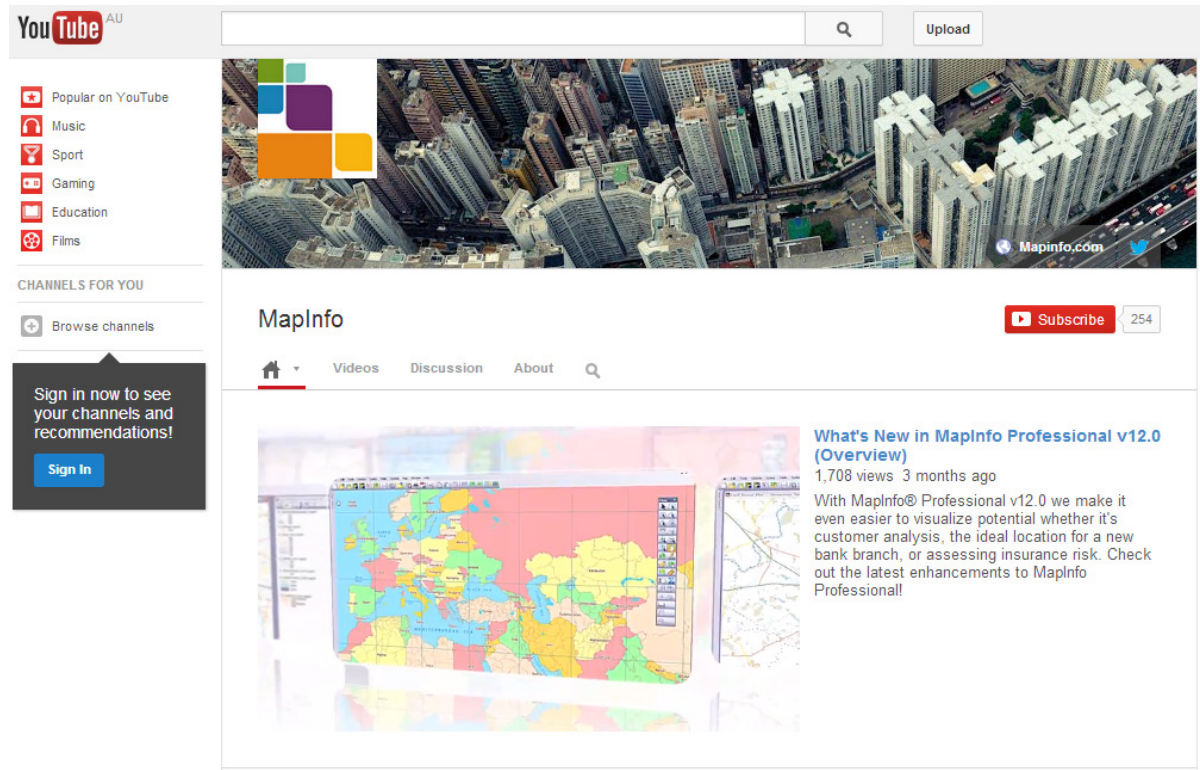 YouTube AU
Upload
Popular on YouTube
Music
Sport
Gaming
Education
Films
CHANNELS FOR YOU
Browse channels
Sign in now to see
your channels and
recommendations!
Sign In
Mapinfo.com
MapInfo
Subscribe 254
Videos Discussion About
MEDITERRANEAN SEA
What's New in MapInfo Professional v12.0
(Overview)
1,708 views 3 months ago
With MapInfo® Professional v12.0 we make it
even easier to visualize potential whether it's
customer analysis, the ideal location for a new
bank branch, or assessing insurance risk. Check
out the latest enhancements to MapInfo
Professional!